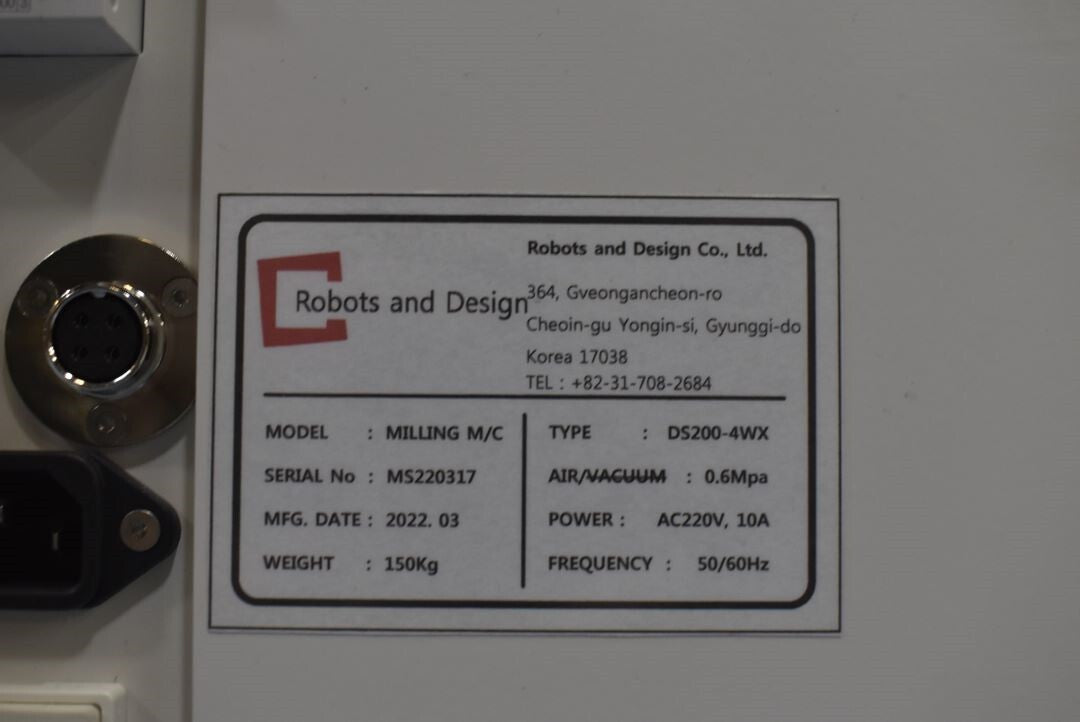 Robots and Design
Robots and Design Co., Ltd.
364, Gveongancheon-ro
Cheoin-gu Yongin-si, Gyunggi-do
Korea 17038
TEL : +82-31-708-2684
MODEL : MILLING M/C
SERIAL No : MS220317
MFG. DATE : 2022. 03
WEIGHT : 150Kg
TYPE : DS200-4WX
AIR/VACUUM : 0.6Mpa
POWER : AC220V, 10A
FREQUENCY : 50/60Hz